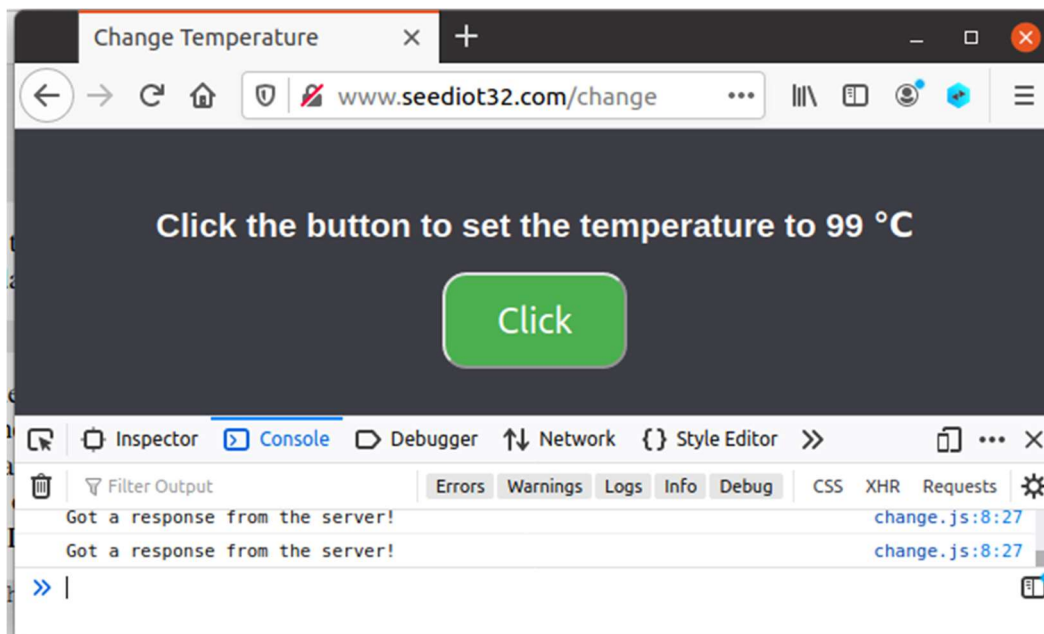 Change Temperature
www.seediot32.com/change
Click the button to set the temperature to 99 °C
Click
Inspector Console Debugger Network Style Editor
Filter Output Errors Warnings Logs Info Debug CSS XHR Requests
Got a response from the server! change.js:8:27
Got a response from the server! change.js:8:27